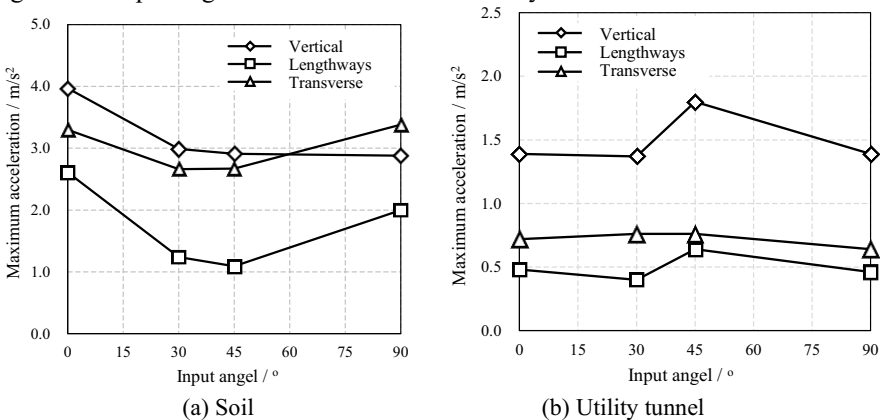 5.0
4.0
3.0
2.0
1.0
0.0
Maximum acceleration / m/s²
Vertical
Lengthways
Transverse
0 15 30 45 60 75 90
Input angel / °
(a) Soil
2.5
2.0
1.5
1.0
0.5
0.0
Maximum acceleration / m/s²
Vertical
Lengthways
Transverse
0 15 30 45 60 75 90
Input angel / °
(b) Utility tunnel